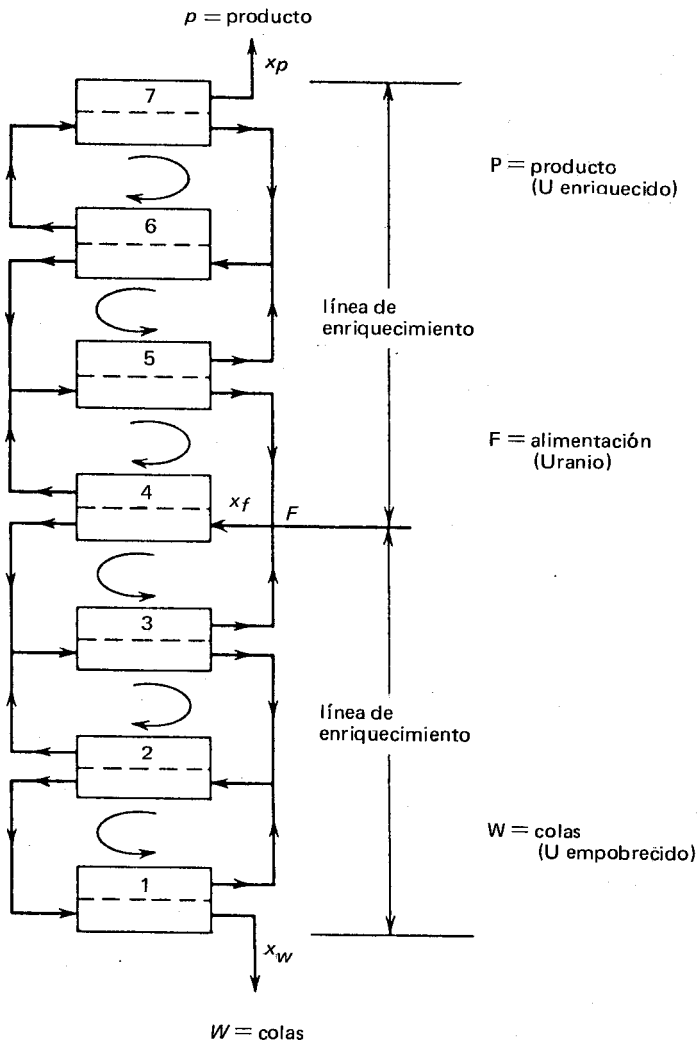 p = producto
xp
7
P = producto
(U enriquecido)
6
línea de
enriquecimiento
5
F = alimentación
(Uranio)
4
xf
F
3
línea de
enriquecimiento
2
W = colas
(U empobrecido)
1
xw
W = colas